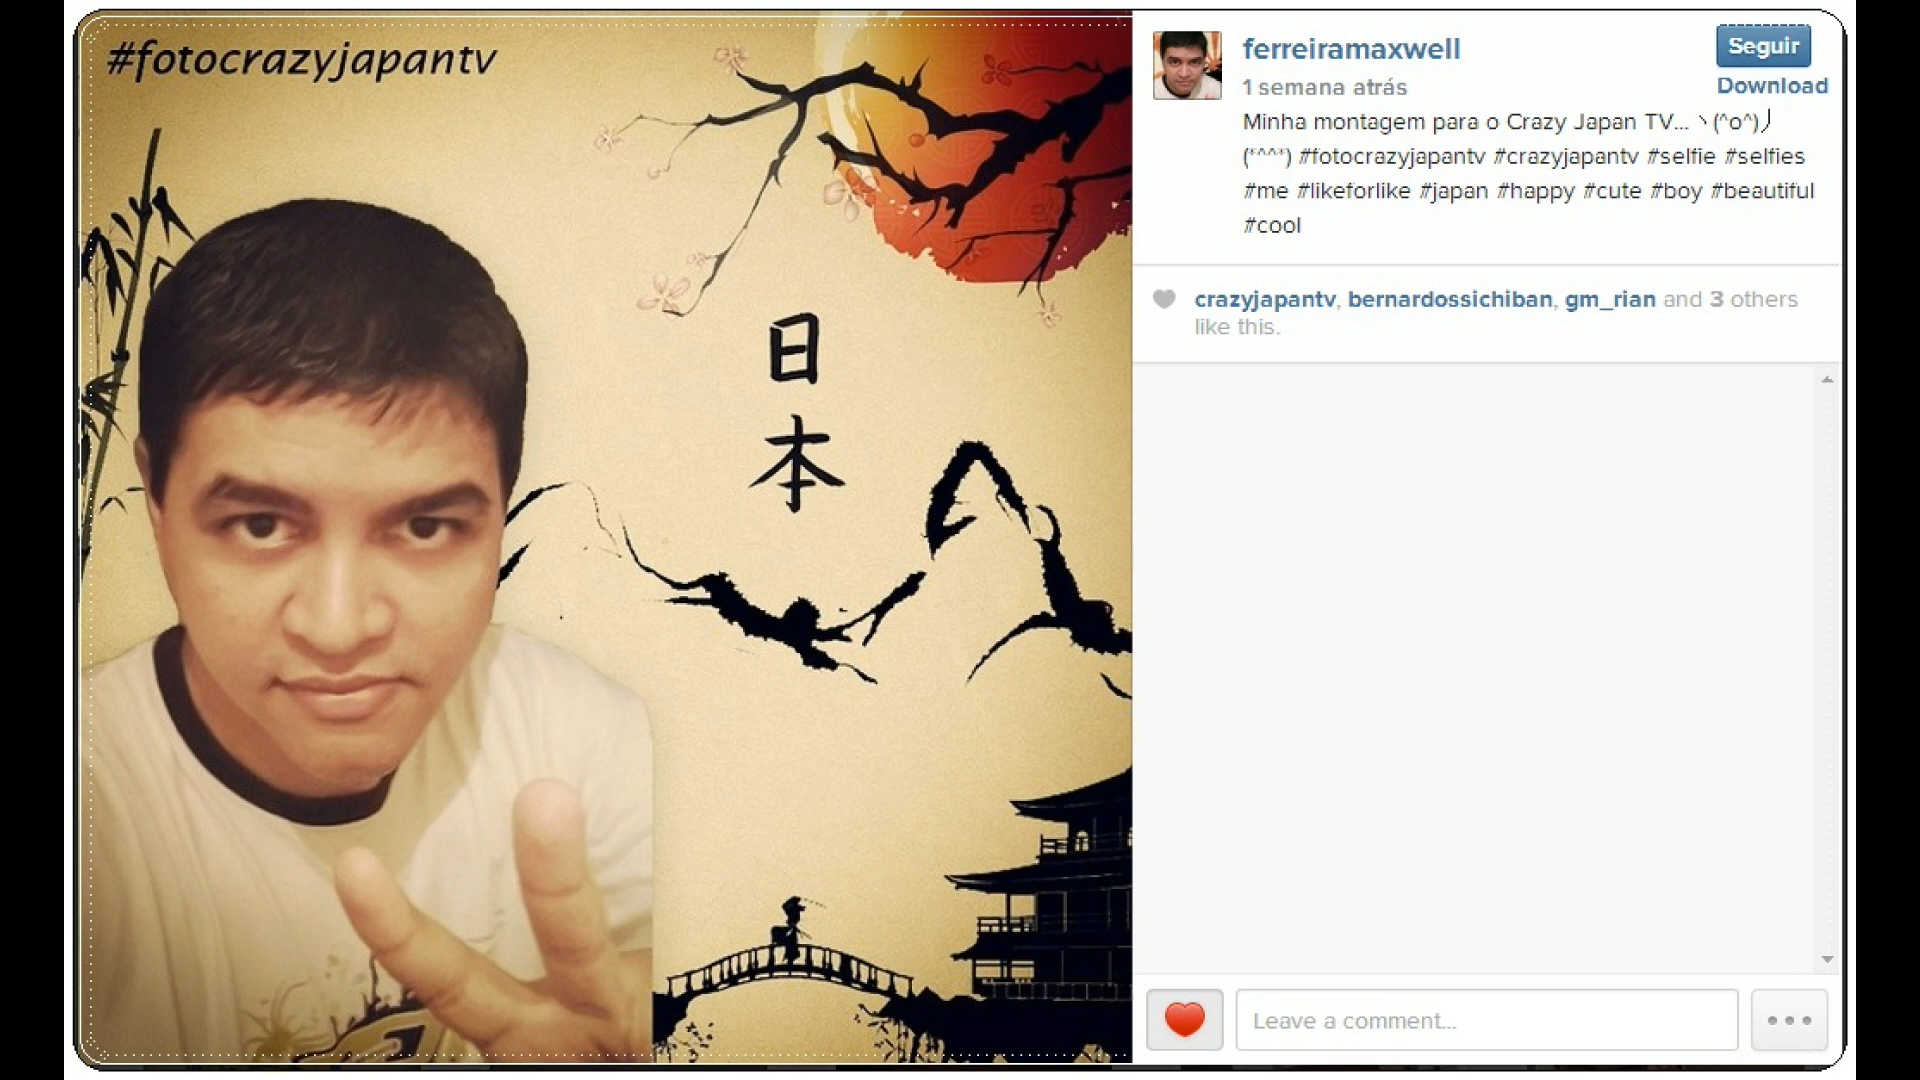 #fotocrazyjapantv
日
本
ferreiramaxwell
Seguir
1 semana atrás
Download
Minha montagem para o Crazy Japan TV... ヽ(^o^)丿
(*^^*) #fotocrazyjapantv #crazyjapantv #selfie #selfies
#me #likeforlike #japan #happy #cute #boy #beautiful
#cool
crazyjapantv, bernardossichiban, gm_rian and 3 others
like this.
Leave a comment...